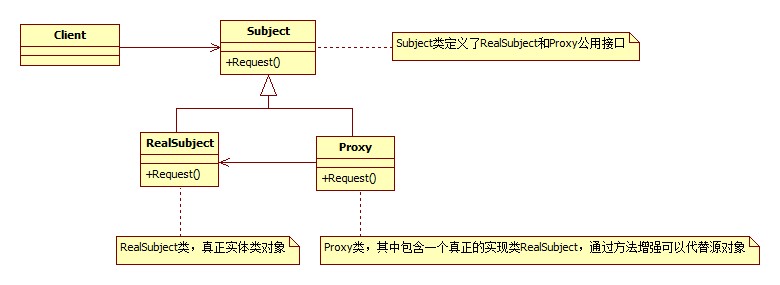 Client
Subject
+Request()
Subject类定义了RealSubject和Proxy公用接口
RealSubject
+Request()
Proxy
+Request()
RealSubject类，真正实体类对象
Proxy类，其中包含一个真正的实现类RealSubject，通过方法增强可以代替源对象